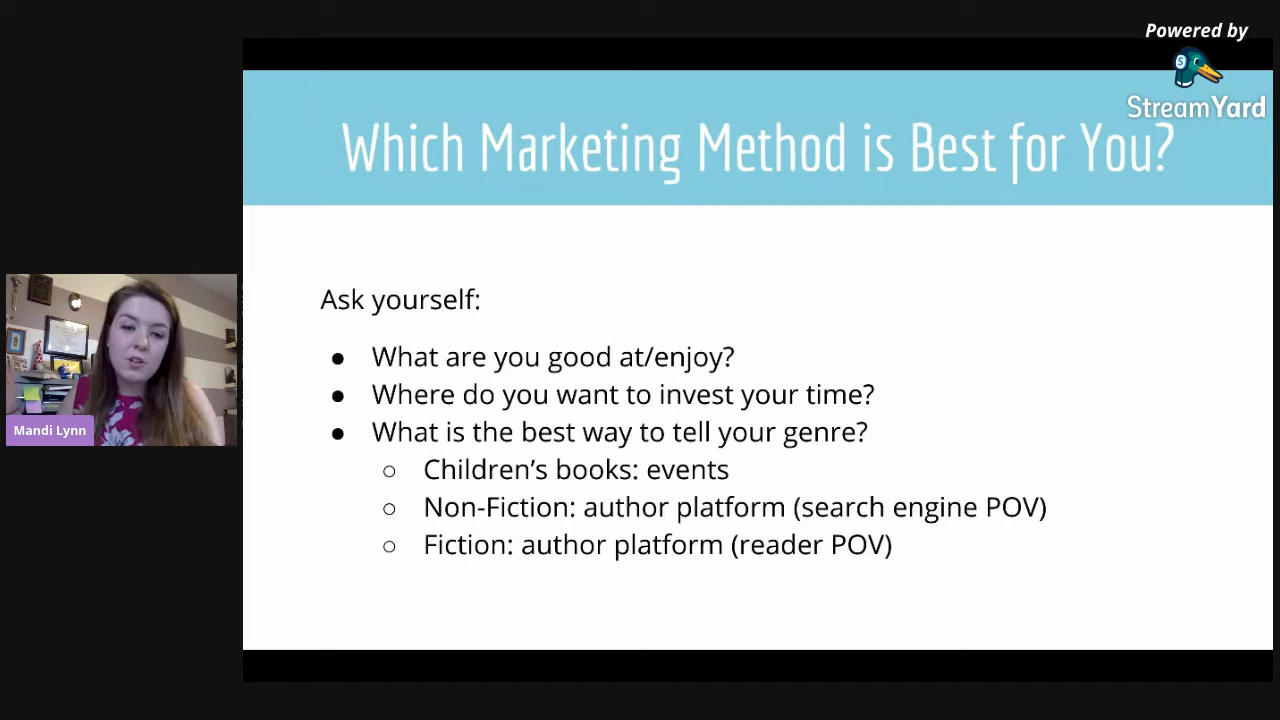 Powered by
StreamYard
Which Marketing Method is Best for You?
Ask yourself:
● What are you good at/enjoy?
● Where do you want to invest your time?
● What is the best way to tell your genre?
○ Children’s books: events
○ Non-Fiction: author platform (search engine POV)
○ Fiction: author platform (reader POV)
Mandi Lynn